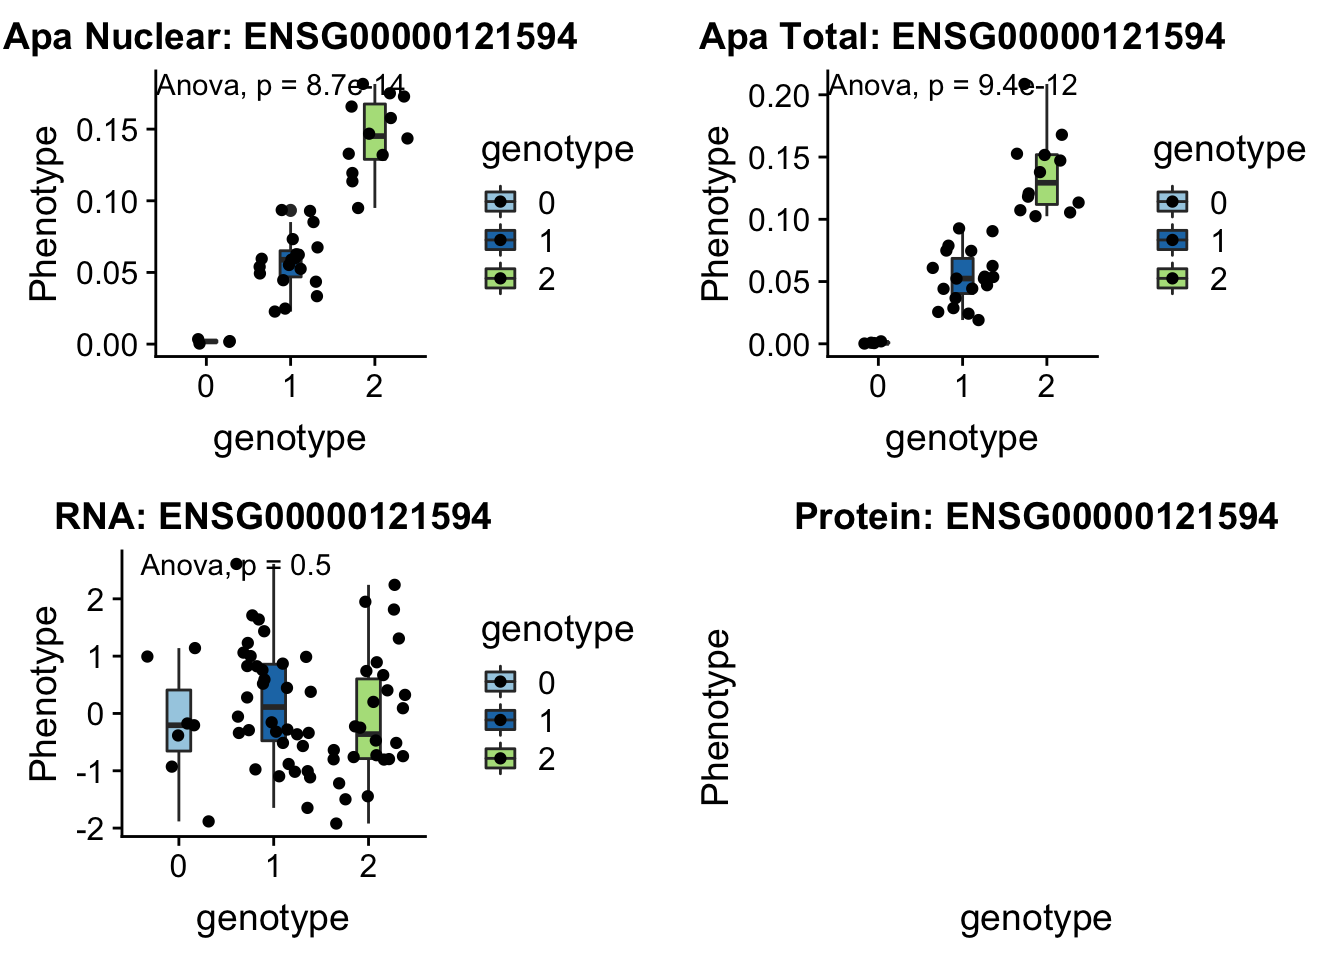 Apa Nuclear: ENSG00000121594
Anova, p = 8.7e-14
Phenotype
0.15
0.10
0.05
0.00
0 1 2
genotype
genotype
0
1
2
Apa Total: ENSG00000121594
Anova, p = 9.4e-12
Phenotype
0.20
0.15
0.10
0.05
0.00
0 1 2
genotype
genotype
0
1
2
RNA: ENSG00000121594
Anova, p = 0.5
Phenotype
2
1
0
-1
-2
0 1 2
genotype
genotype
0
1
2
Protein: ENSG00000121594
Phenotype
genotype